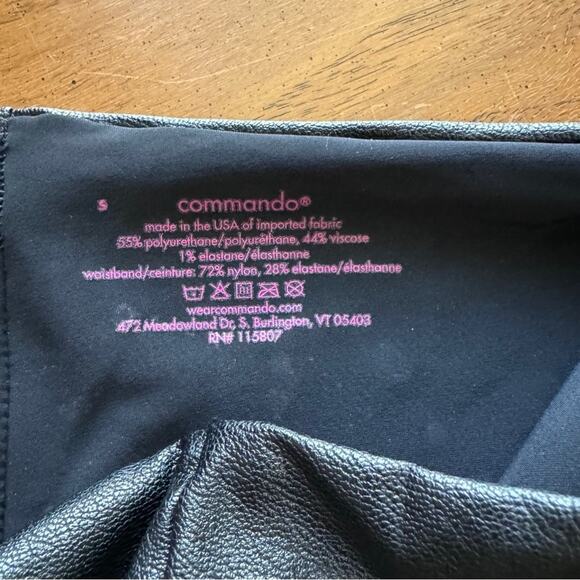 S
commando®
made in the USA of imported fabric
55% polyurethane/polyuréthane, 44% viscose
1% elastane/élasthanne
waistband/ceinture: 72% nylon, 28% elastane/élasthanne
wearcommando.com
472 Meadowland Dr, S. Burlington, VT 05403
RN# 115807